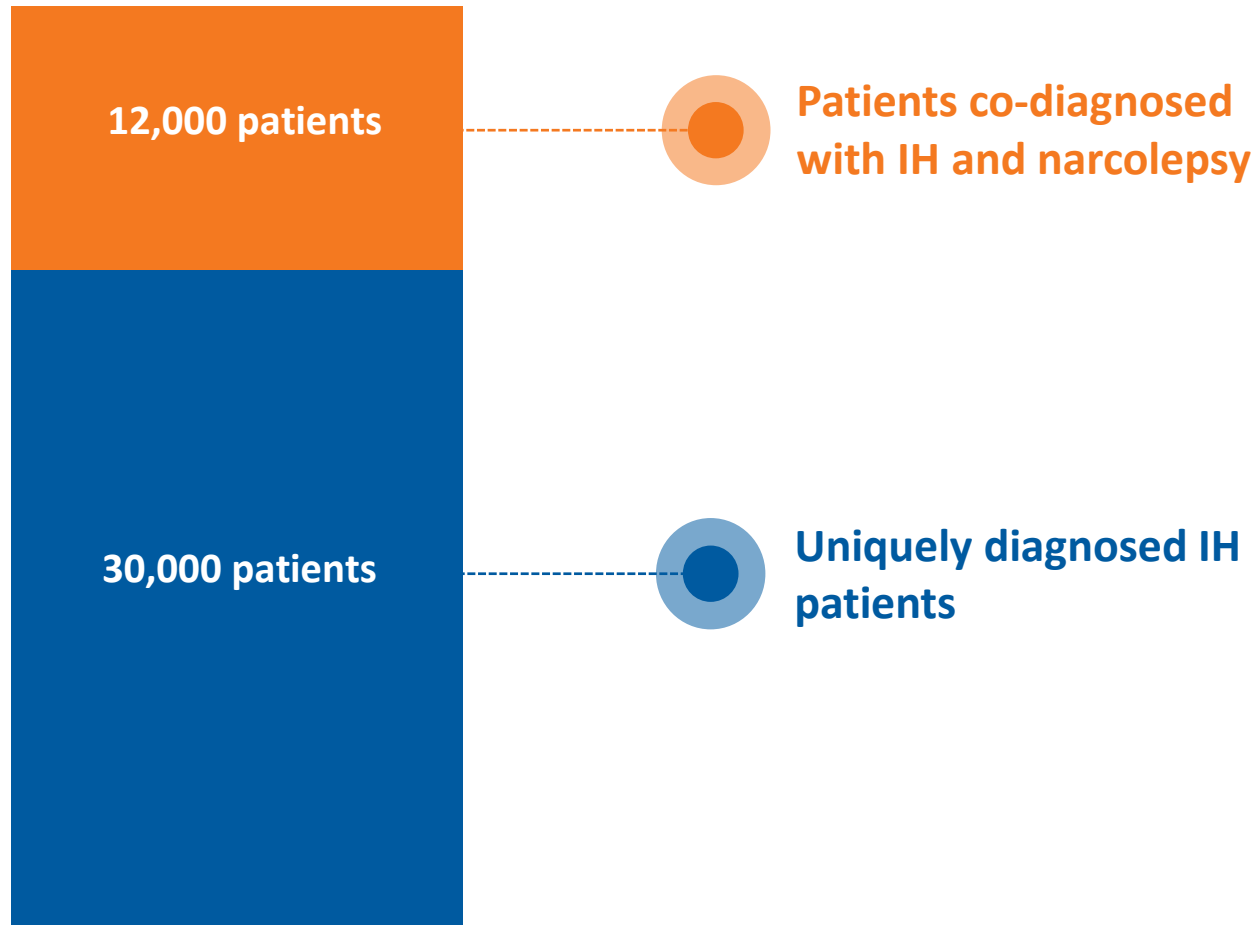 12,000 patients
Patients co-diagnosed
with IH and narcolepsy
30,000 patients
Uniquely diagnosed IH
patients